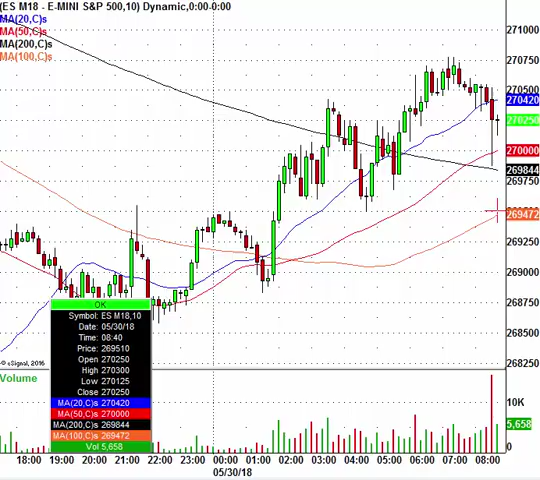 (ES M18 - E-MINI S&P 500,10) Dynamic,0:00-0:00
MA(20,C)s
MA(50,C)s
MA(200,C)s
MA(100,C)s
271000
270750
270500
270420
270250
270000
269844
269750
269472
269250
269000
268750
268500
268250
OK
Symbol: ES M18,10
Date: 05/30/18
Time: 08:40
Price: 269510
Open 270250
High 270300
Low 270125
Close 270250
MA(20,C)s 270420
MA(50,C)s 270000
MA(200,C)s 269844
MA(100,C)s 269472
Vol 5,658
© eSignal, 2016
Volume
10K
5,658
0
18:00 19:00 20:00 21:00 22:00 23:00 0:00 01:00 02:00 03:00 04:00 05:00 06:00 07:00 08:00
05/30/18